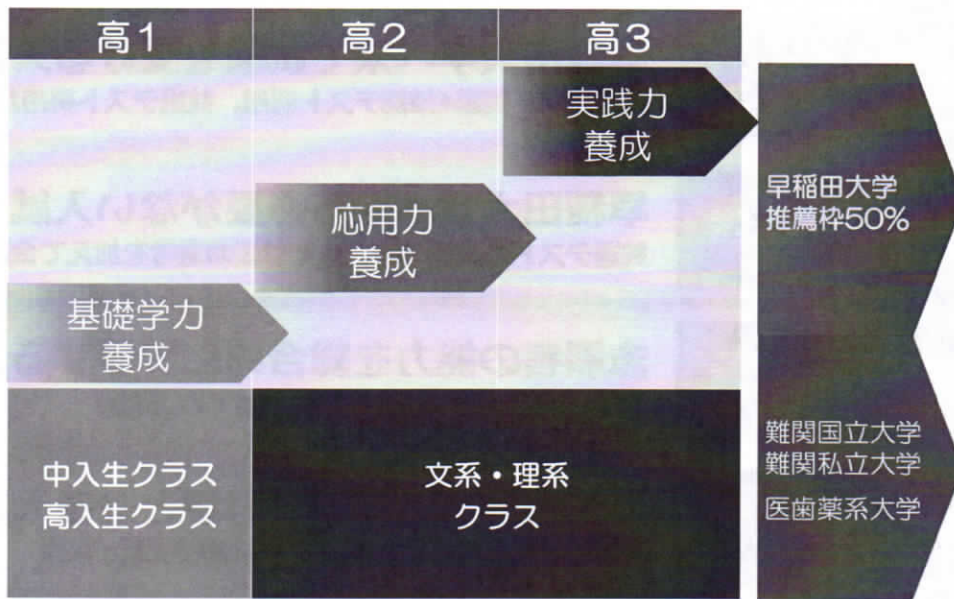 高1
高2
高3
実践力
養成
応用力
養成
基礎学力
養成
中入生クラス
高入生クラス
文系・理系
クラス
早稲田大学
推薦枠50%
難関国立大学
難関私立大学
医歯薬系大学